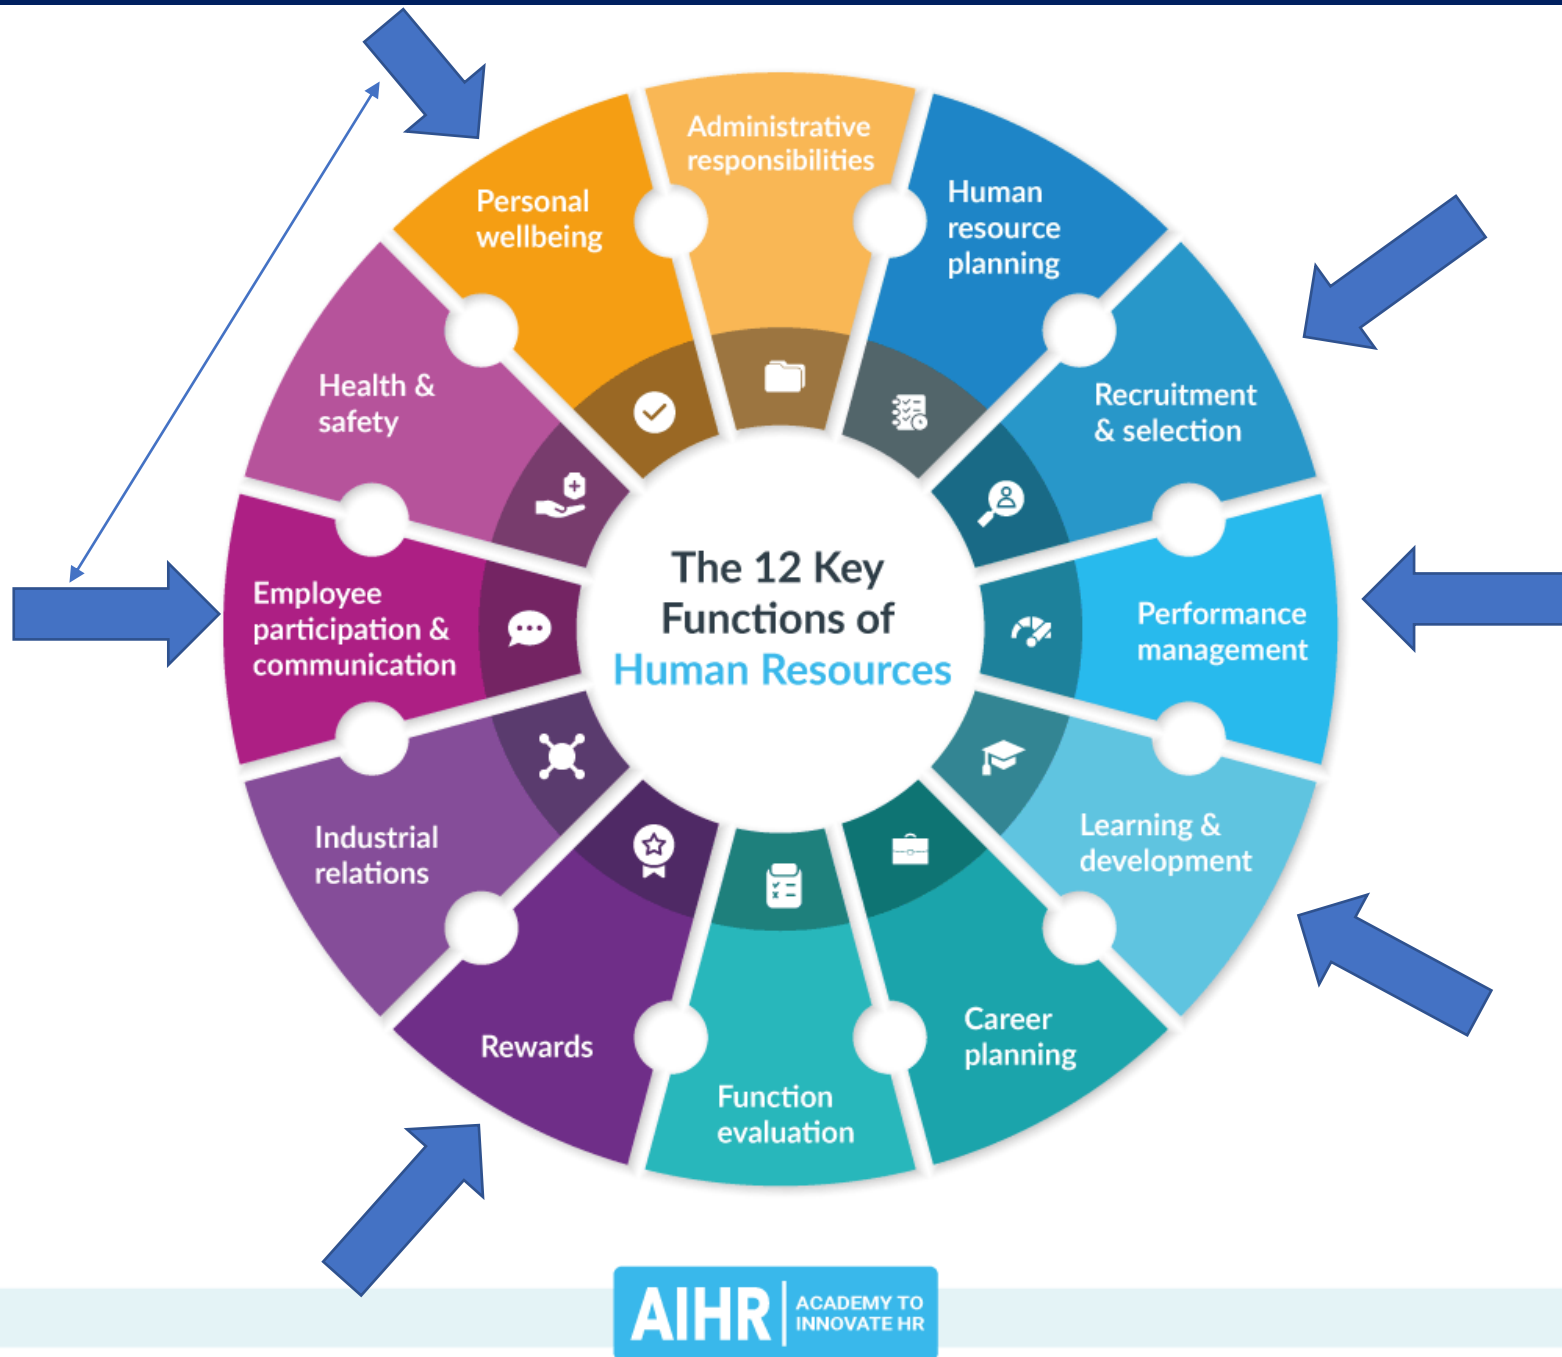 Administrative
responsibilities
Human
resource
planning
Recruitment
& selection
Performance
management
Learning &
development
Career
planning
Function
evaluation
Rewards
Industrial
relations
Employee
participation &
communication
Health &
safety
Personal
wellbeing
The 12 Key
Functions of
Human Resources
AIHR
ACADEMY TO
INNOVATE HR